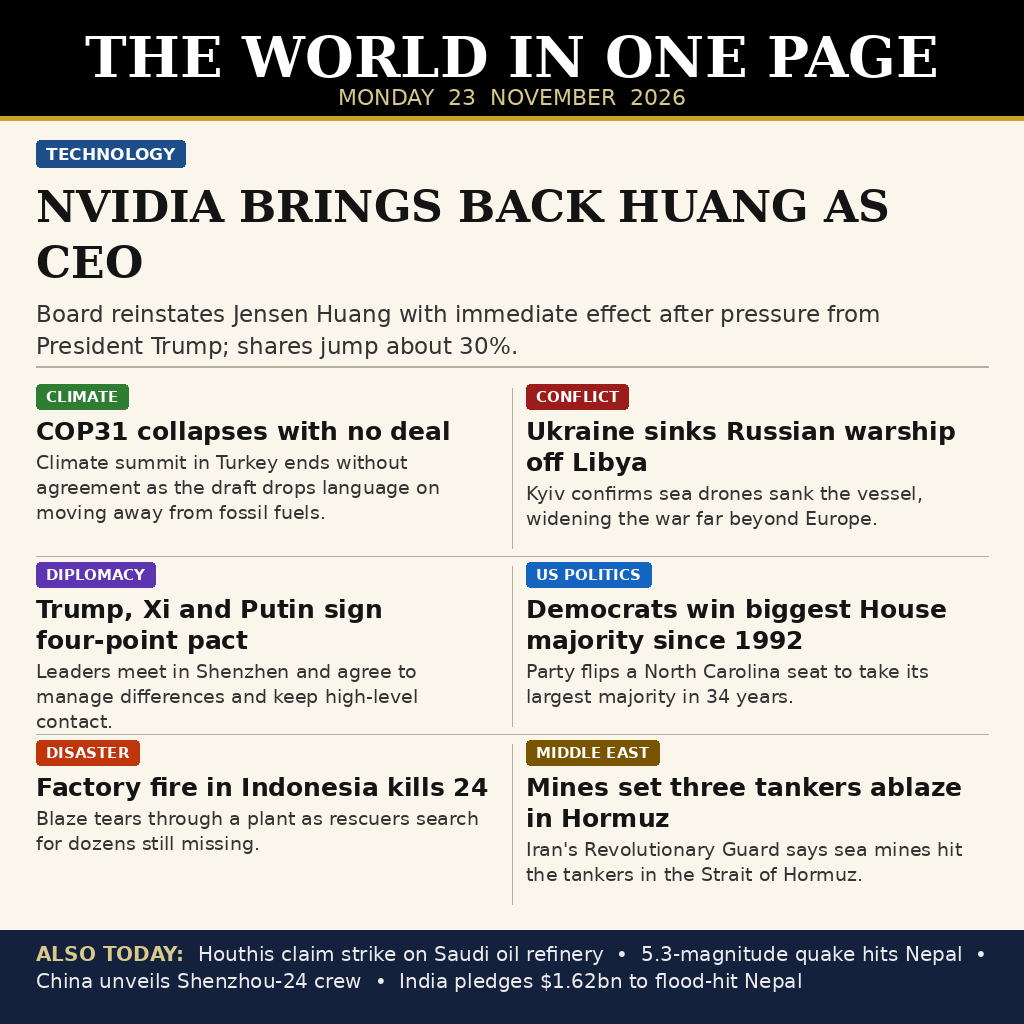 THE WORLD IN ONE PAGE
MONDAY 23 NOVEMBER 2026
TECHNOLOGY
NVIDIA BRINGS BACK HUANG AS
CEO
Board reinstates Jensen Huang with immediate effect after pressure from
President Trump; shares jump about 30%.
CLIMATE
COP31 collapses with no deal
Climate summit in Turkey ends without
agreement as the draft drops language on
moving away from fossil fuels.
CONFLICT
Ukraine sinks Russian warship
off Libya
Kyiv confirms sea drones sank the vessel,
widening the war far beyond Europe.
DIPLOMACY
Trump, Xi and Putin sign
four-point pact
Leaders meet in Shenzhen and agree to
manage differences and keep high-level
contact.
US POLITICS
Democrats win biggest House
majority since 1992
Party flips a North Carolina seat to take its
largest majority in 34 years.
DISASTER
Factory fire in Indonesia kills 24
Blaze tears through a plant as rescuers search
for dozens still missing.
MIDDLE EAST
Mines set three tankers ablaze
in Hormuz
Iran's Revolutionary Guard says sea mines hit
the tankers in the Strait of Hormuz.
ALSO TODAY: Houthis claim strike on Saudi oil refinery • 5.3-magnitude quake hits Nepal •
China unveils Shenzhou-24 crew • India pledges $1.62bn to flood-hit Nepal